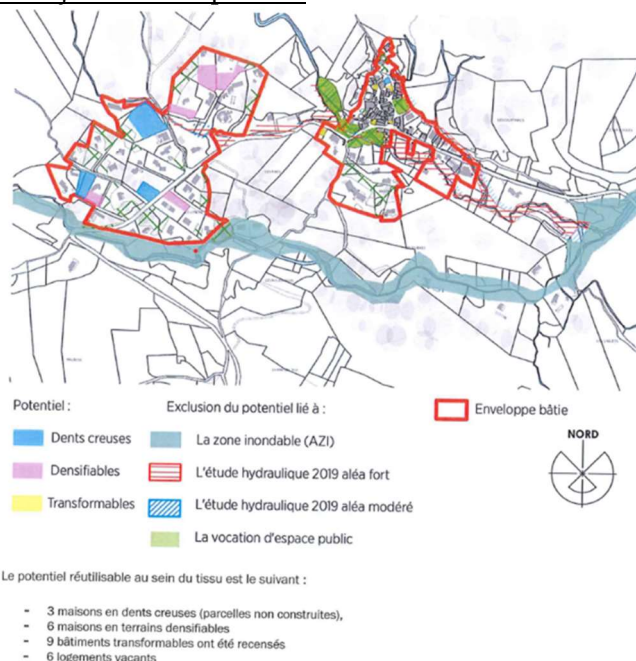 Potentiel :
Exclusion du potentiel lié à :
Enveloppe bâtie
Dents creuses
La zone inondable (AZI)
NORD
Densifiables
L'étude hydraulique 2019 aléa fort
Transformables
L'étude hydraulique 2019 aléa modéré
La vocation d'espace public
Le potentiel réutilisable au sein du tissu est le suivant :
- 3 maisons en dents creuses (parcelles non construites),
- 6 maisons en terrains densifiables
- 9 bâtiments transformables ont été recensés
- 6 logements vacants